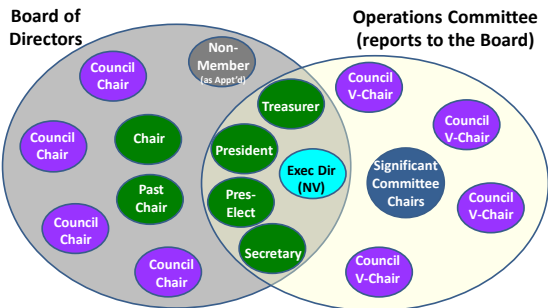 Board of
Directors
Operations Committee
(reports to the Board)
Non-
Member
(as Appt'd)
Council
Chair
Council
Chair
Council
Chair
Council
Chair
Chair
Past
Chair
Treasurer
President
Pres-
Elect
Secretary
Exec Dir
(NV)
Significant
Committee
Chairs
Council
V-Chair
Council
V-Chair
Council
V-Chair
Council
V-Chair